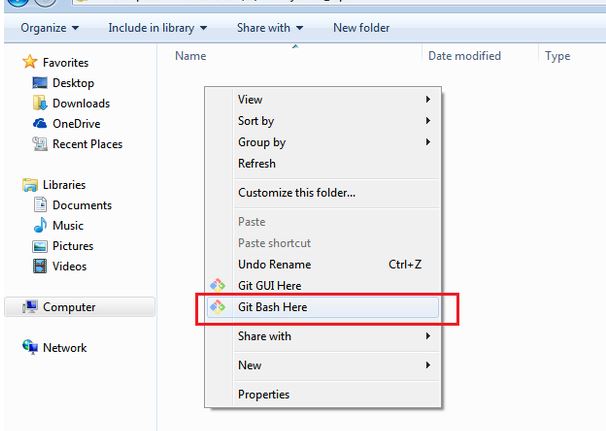 Organize
Include in library
Share with
New folder
Name
Date modified
Type
Favorites
Desktop
Downloads
OneDrive
Recent Places
Libraries
Documents
Music
Pictures
Videos
Computer
Network
View
Sort by
Group by
Refresh
Customize this folder...
Paste
Paste shortcut
Undo Rename Ctrl+Z
Git GUI Here
Git Bash Here
Share with
New
Properties